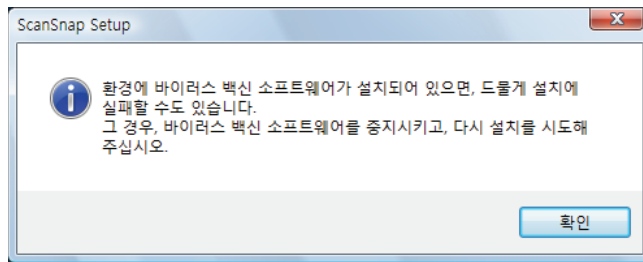 ScanSnap Setup
환경에 바이러스 백신 소프트웨어가 설치되어 있으면, 드물게 설치에
실패할 수도 있습니다.
그 경우, 바이러스 백신 소프트웨어를 중지시키고, 다시 설치를 시도해
주십시오.
확인